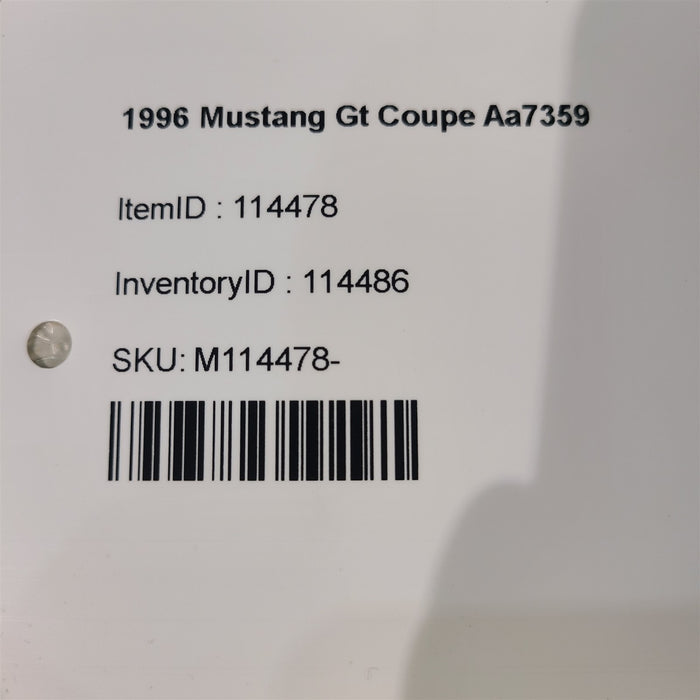 1996 Mustang Gt Coupe Aa7359
ItemID : 114478
InventoryID : 114486
SKU: M114478-